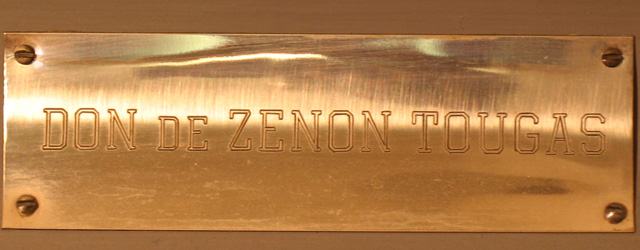 DON DE ZENON TOUGAS